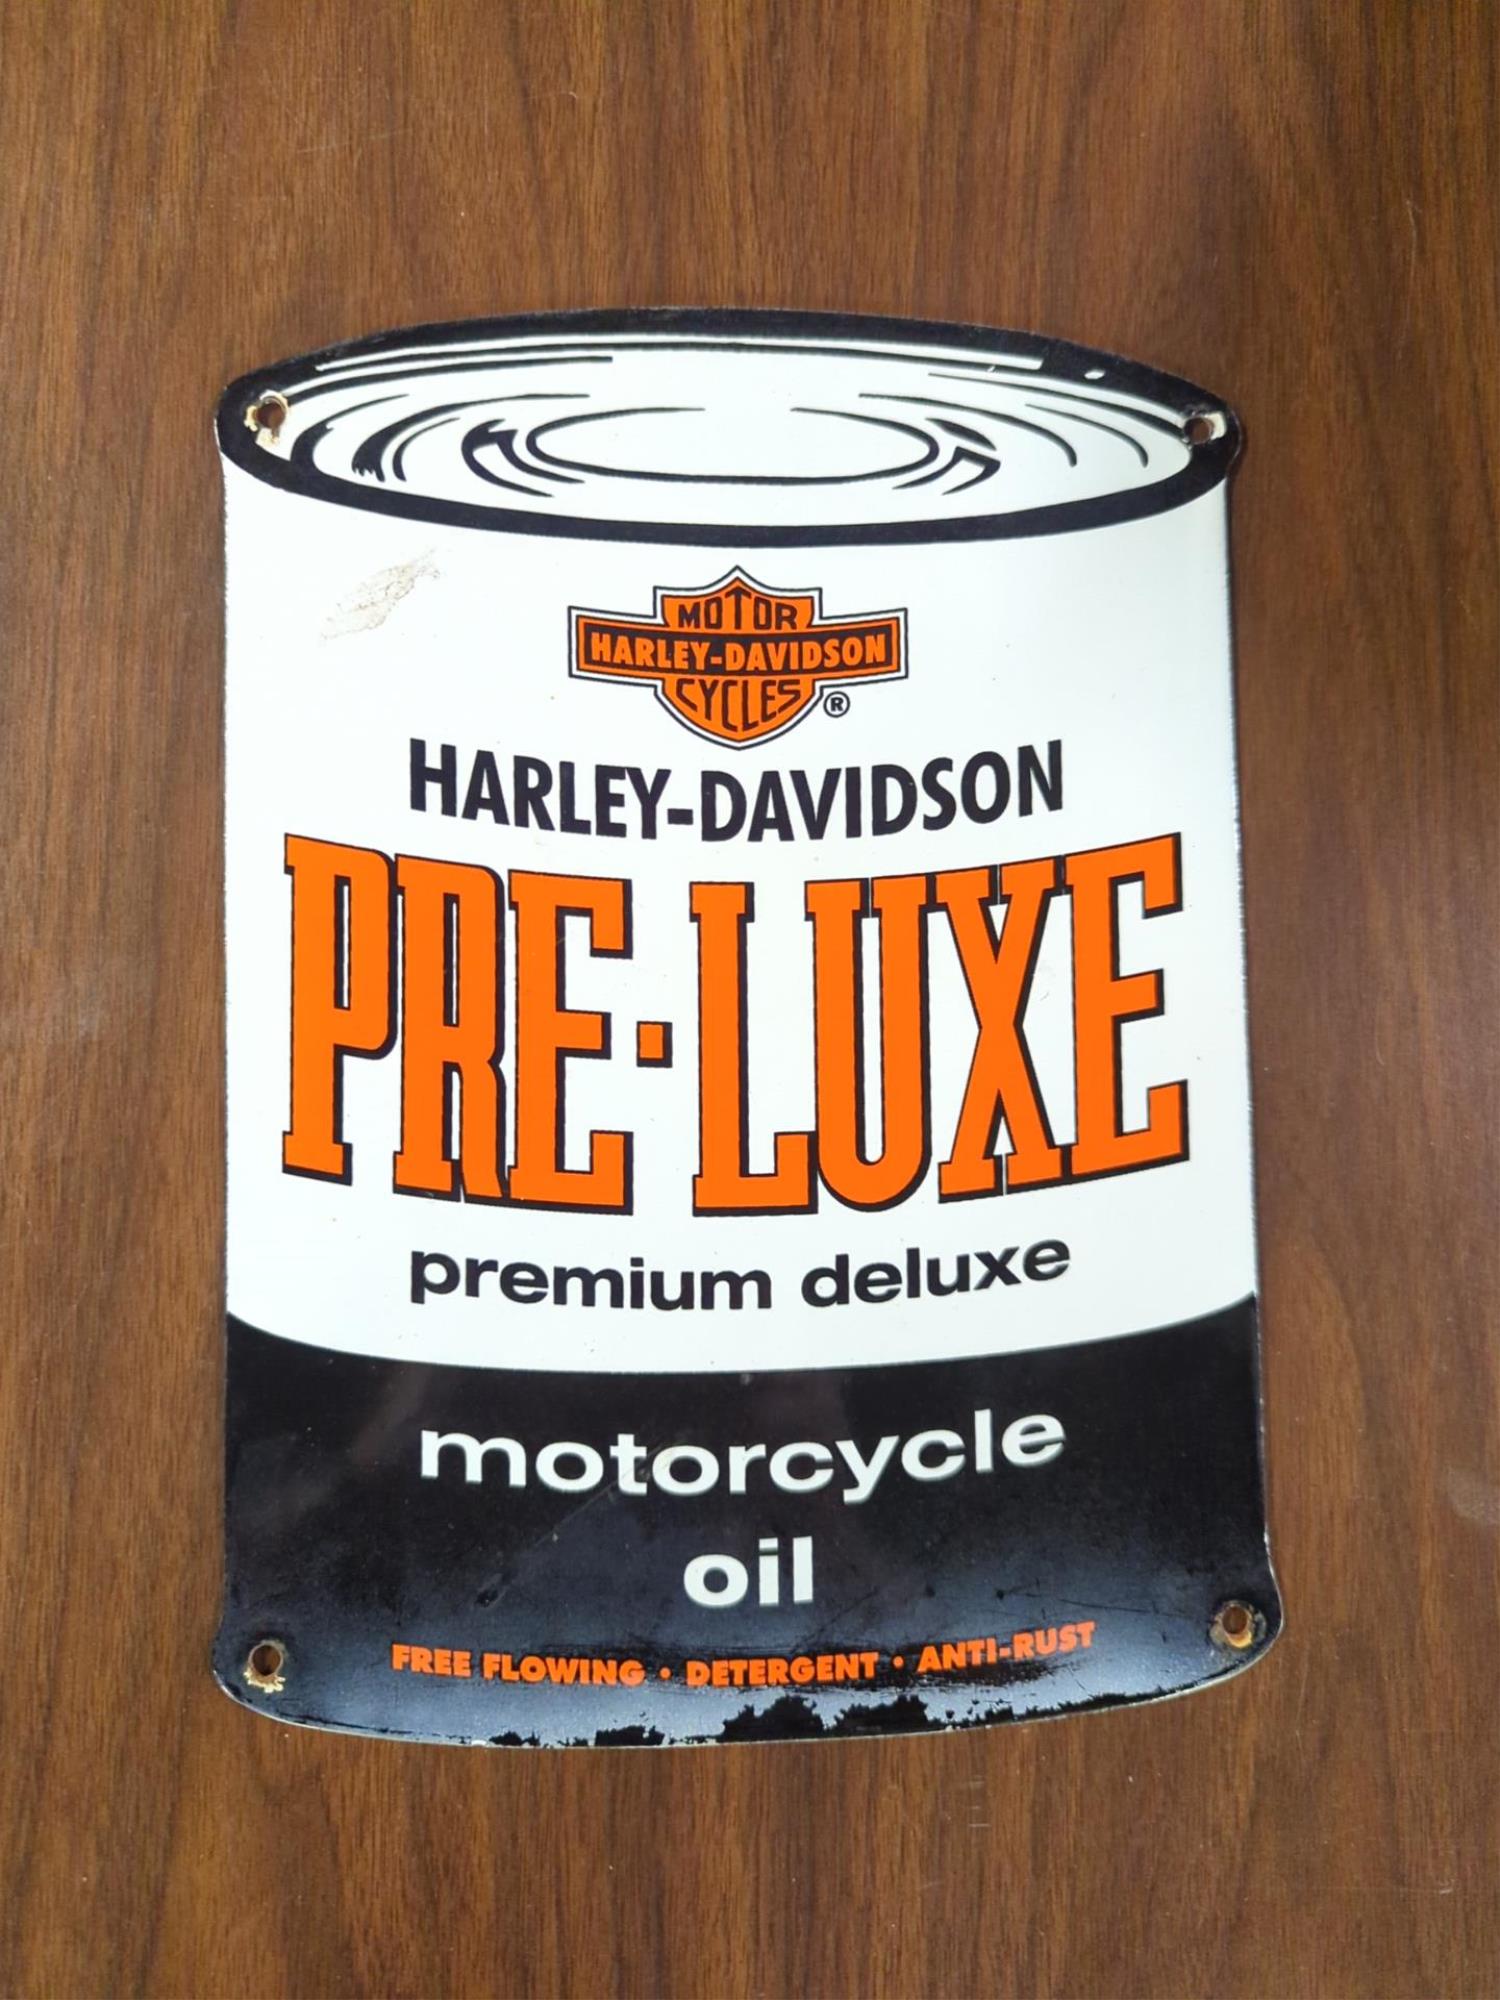 MOTOR
HARLEY-DAVIDSON
CYCLES ®
HARLEY-DAVIDSON
PRE·LUXE
premium deluxe
motorcycle
oil
FREE FLOWING • DETERGENT • ANTI-RUST